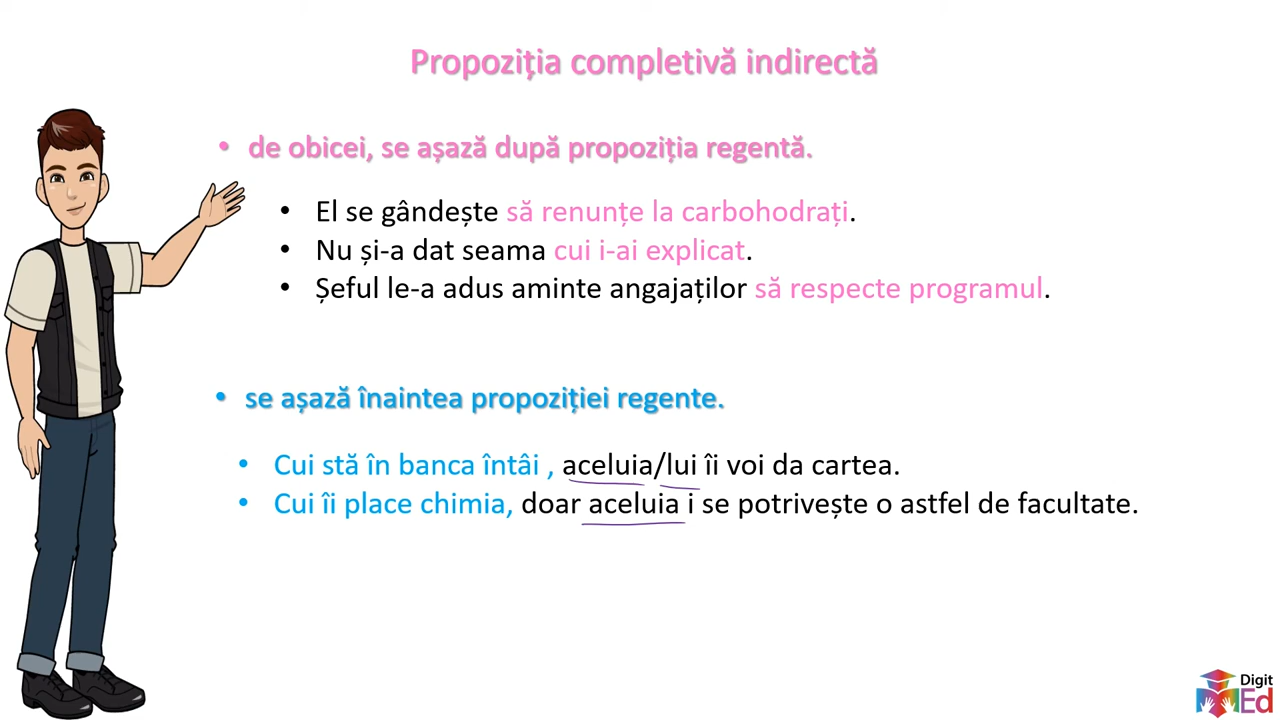 Propoziția completivă indirectă
• de obicei, se așază după propoziția regentă.
• El se gândește să renunțe la carbohodrați.
• Nu și-a dat seama cui i-ai explicat.
• Șeful le-a adus aminte angajaților să respecte programul.
• se așază înaintea propoziției regente.
• Cui stă în banca întâi , aceluia/lui îi voi da cartea.
• Cui îi place chimia, doar aceluia i se potrivește o astfel de facultate.
Digit
Ed